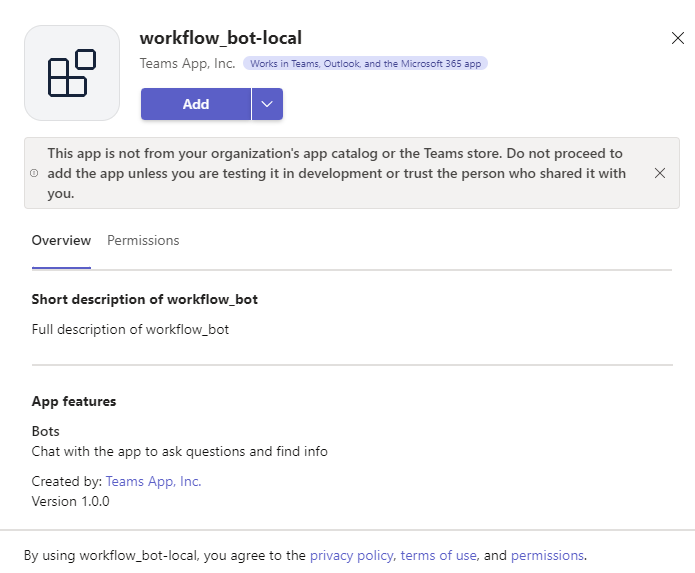 workflow_bot-local
Teams App, Inc. Works in Teams, Outlook, and the Microsoft 365 app
Add
This app is not from your organization's app catalog or the Teams store. Do not proceed to
add the app unless you are testing it in development or trust the person who shared it with
you.
Overview Permissions
Short description of workflow_bot
Full description of workflow_bot
App features
Bots
Chat with the app to ask questions and find info
Created by: Teams App, Inc.
Version 1.0.0
By using workflow_bot-local, you agree to the privacy policy, terms of use, and permissions.